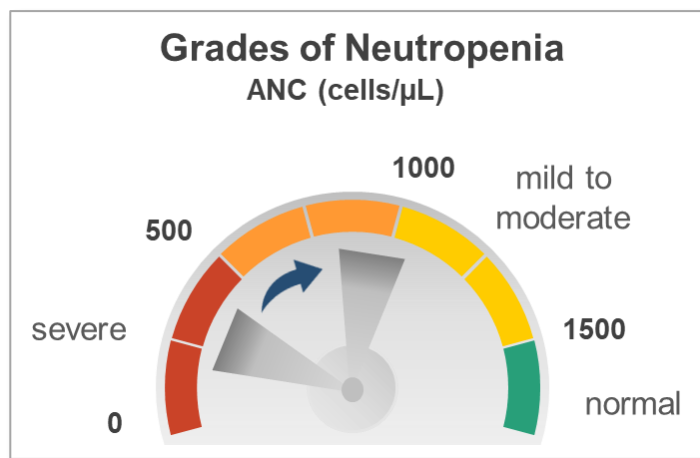 Grades of Neutropenia
ANC (cells/µL)
1000
mild to
moderate
500
severe
1500
0
normal